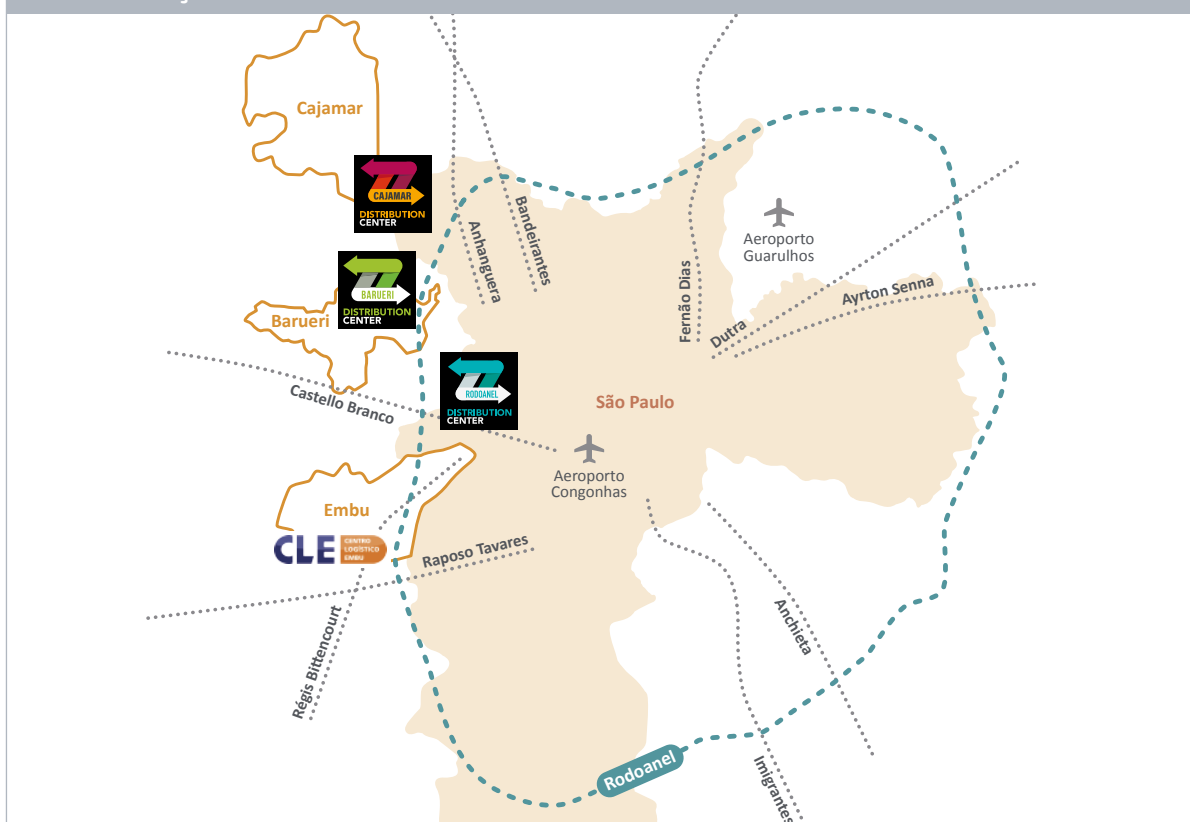 Cajamar
CAJAMAR
DISTRIBUTION
CENTER
Bandeirantes
Anhanguera
Aeroporto
Guarulhos
Fernão Dias
Ayrton Senna
Dutra
BARUERI
DISTRIBUTION
CENTER
Barueri
Castello Branco
RODOANEL
DISTRIBUTION
CENTER
São Paulo
Aeroporto
Congonhas
Embu
CLE
CENTRO
LOGÍSTICO
EMBU
Raposo Tavares
Régis Bittencourt
Anchieta
Rodoanel
Imigrantes